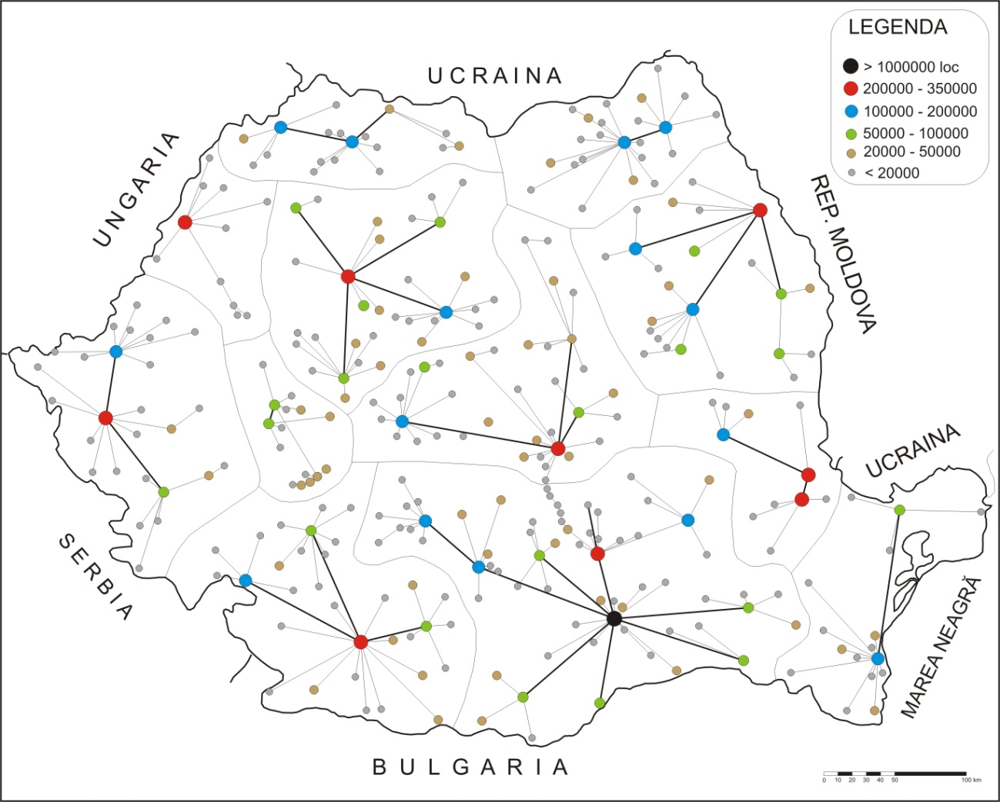 LEGENDA
> 1000000 loc
200000 - 350000
100000 - 200000
50000 - 100000
20000 - 50000
< 20000
UCRAINA
UNGARIA
REP. MOLDOVA
UCRAINA
SERBIA
MAREA NEAGRĂ
BULGARIA
0 10 20 30 40 50 100 km